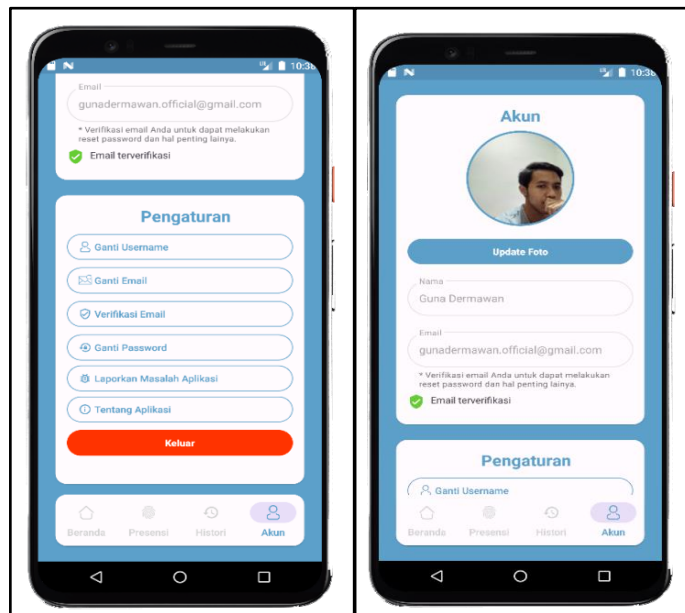 10:38
Email
gunadermawan.official@gmail.com
* Verifikasi email Anda untuk dapat melakukan
reset password dan hal penting lainya.
Email terverifikasi
Pengaturan
Ganti Username
Ganti Email
Verifikasi Email
Ganti Password
Laporkan Masalah Aplikasi
Tentang Aplikasi
Keluar
Beranda Presensi Histori Akun
10:38
Akun
Update Foto
Nama
Guna Dermawan
Email
gunadermawan.official@gmail.com
* Verifikasi email Anda untuk dapat melakukan
reset password dan hal penting lainya.
Email terverifikasi
Pengaturan
Ganti Username
Beranda Presensi Histori Akun